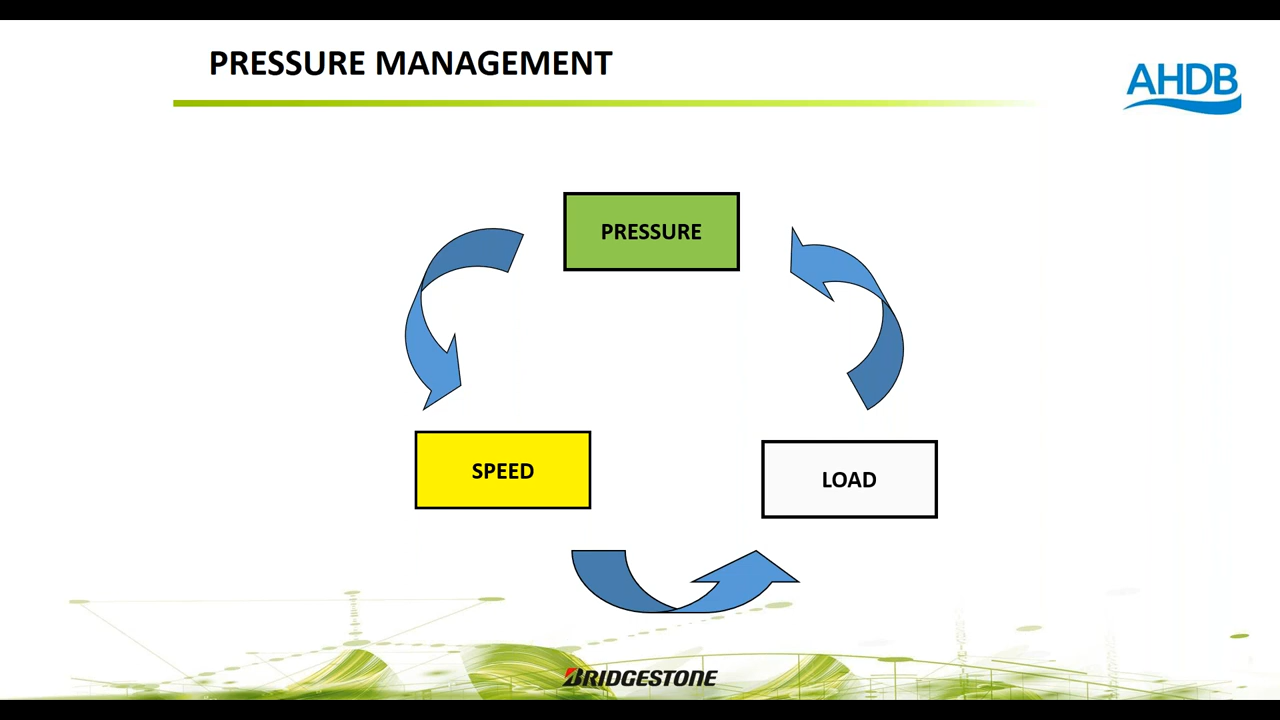 PRESSURE MANAGEMENT
AHDB
PRESSURE
SPEED
LOAD
BRIDGESTONE